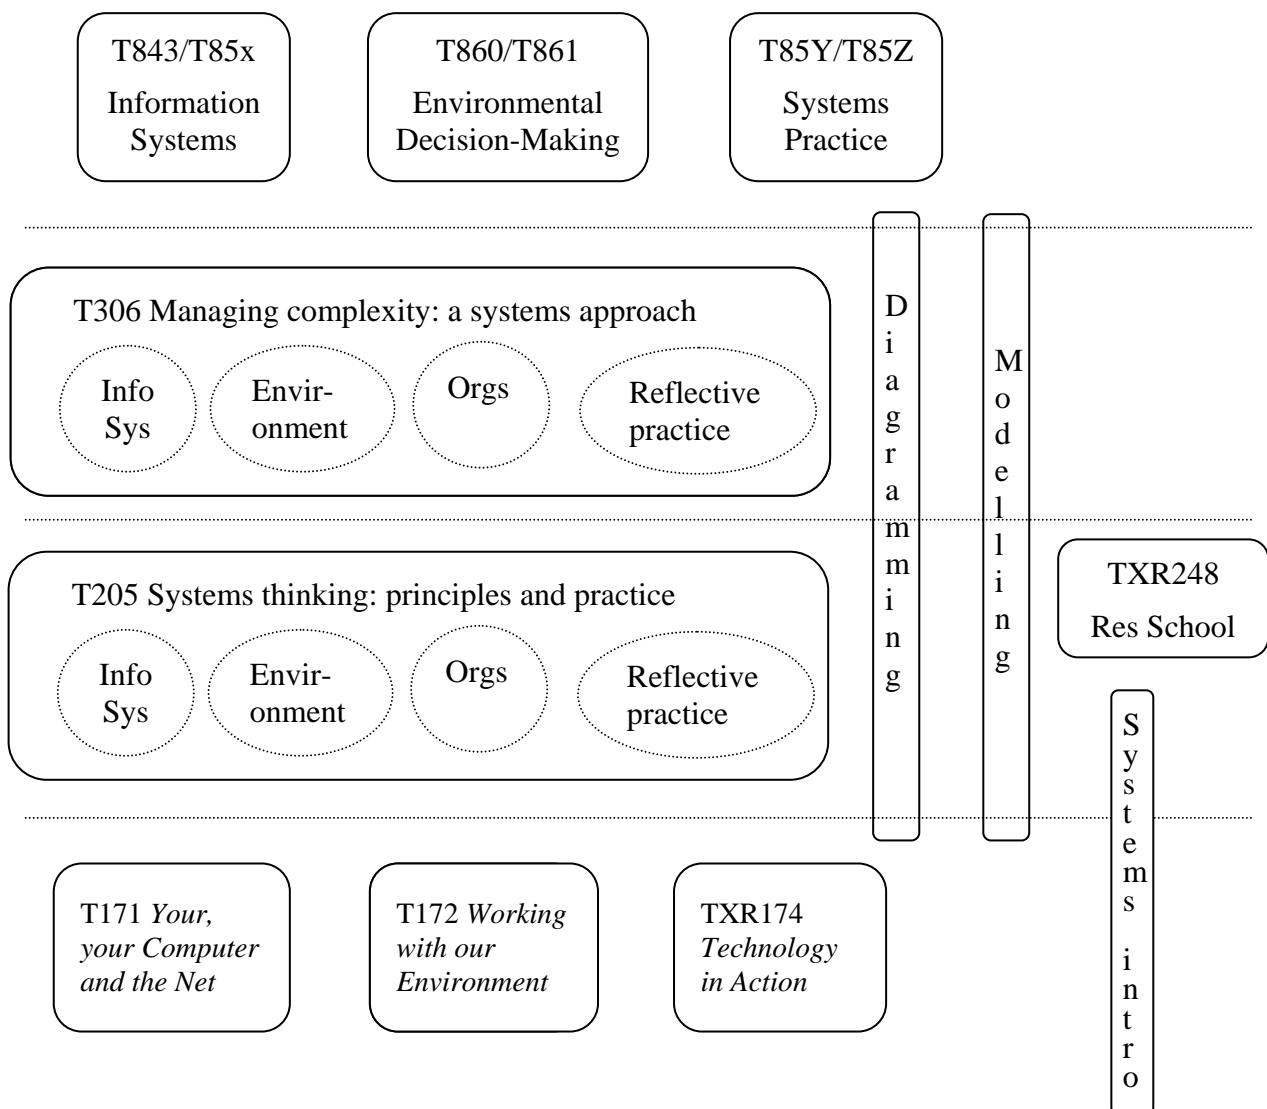 T843/T85x
Information
Systems
T860/T861
Environmental
Decision-Making
T85Y/T85Z
Systems
Practice
T306 Managing complexity: a systems approach
Info
Sys
Envir-
onment
Orgs
Reflective
practice
Diagramming
Modelling
T205 Systems thinking: principles and practice
Info
Sys
Envir-
onment
Orgs
Reflective
practice
TXR248
Res School
Systems intro
T171 Your,
your Computer
and the Net
T172 Working
with our
Environment
TXR174
Technology
in Action